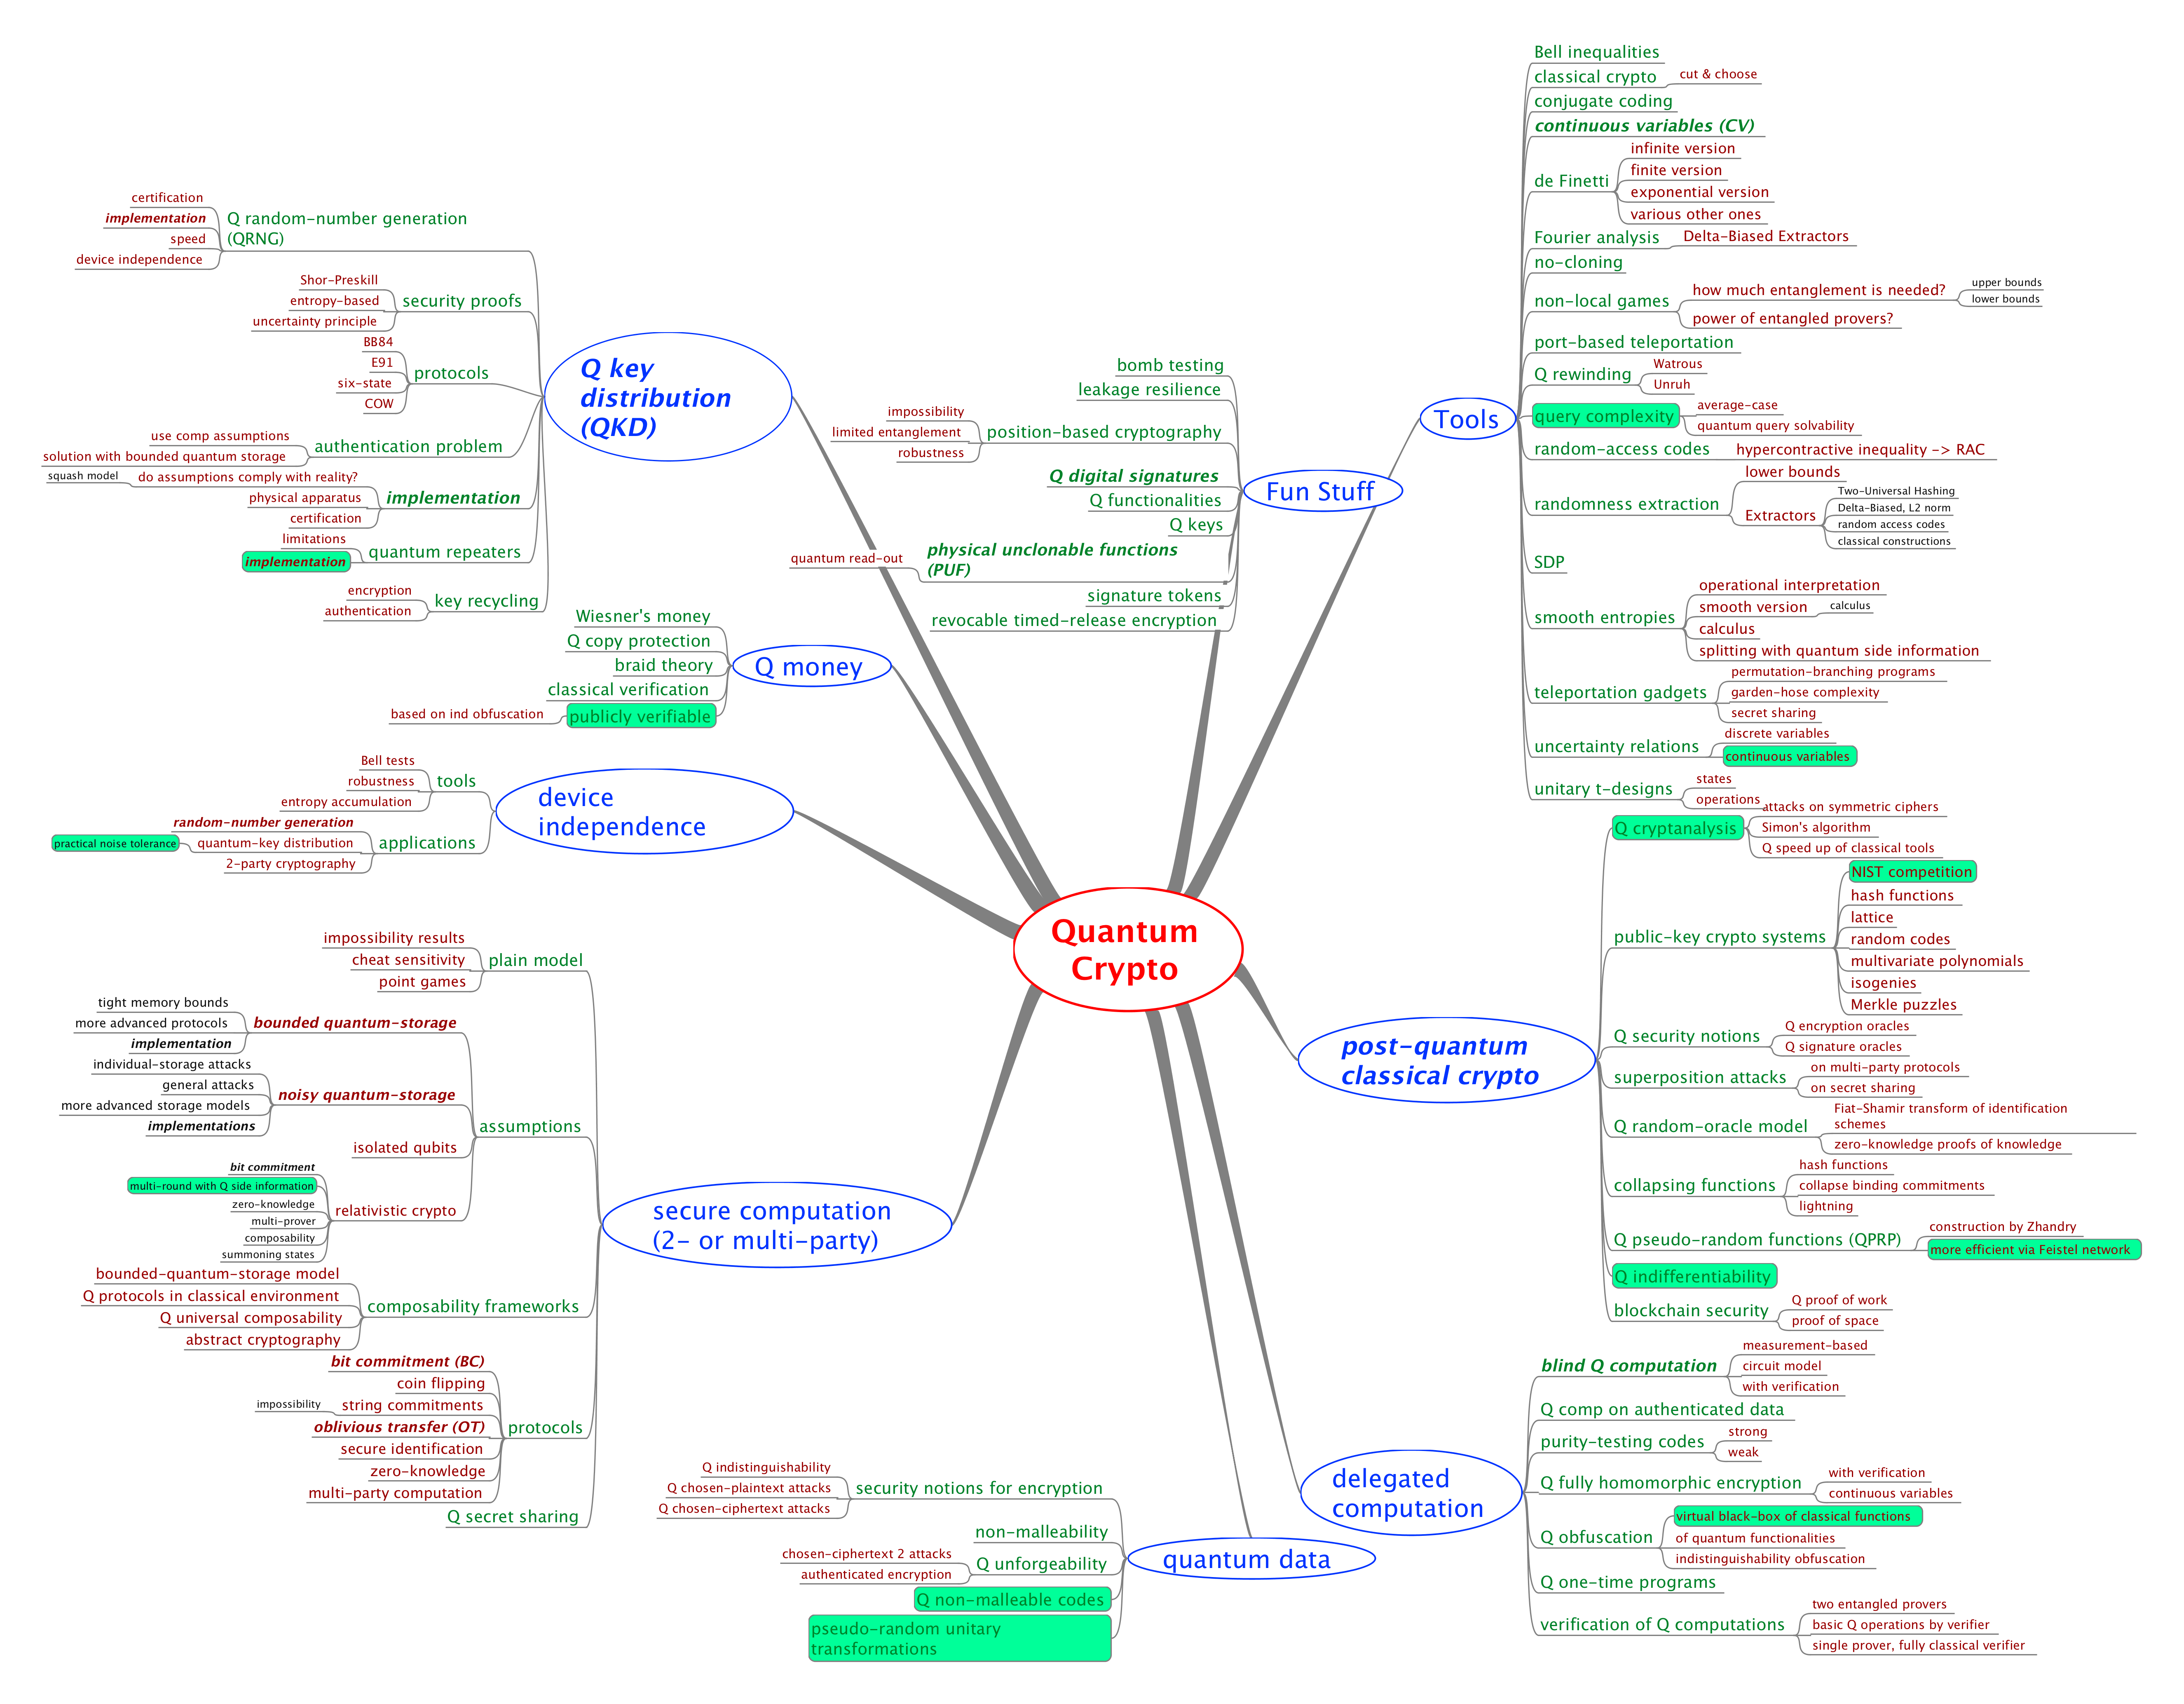 Quantum
Crypto
Q key
distribution
(QKD)
Q random-number generation
(QRNG)
certification
implementation
speed
device independence
security proofs
Shor-Preskill
entropy-based
uncertainty principle
protocols
BB84
E91
six-state
COW
authentication problem
use comp assumptions
solution with bounded quantum storage
implementation
do assumptions comply with reality?
squash model
physical apparatus
certification
quantum repeaters
limitations
implementation
key recycling
encryption
authentication
Q money
Wiesner's money
Q copy protection
braid theory
classical verification
publicly verifiable
based on ind obfuscation
device
independence
tools
Bell tests
robustness
entropy accumulation
applications
random-number generation
quantum-key distribution
practical noise tolerance
2-party cryptography
secure computation
(2- or multi-party)
plain model
impossibility results
cheat sensitivity
point games
assumptions
bounded quantum-storage
tight memory bounds
more advanced protocols
implementation
noisy quantum-storage
individual-storage attacks
general attacks
more advanced storage models
implementations
isolated qubits
relativistic crypto
bit commitment
multi-round with Q side information
zero-knowledge
multi-prover
composability
summoning states
composability frameworks
bounded-quantum-storage model
Q protocols in classical environment
Q universal composability
abstract cryptography
protocols
bit commitment (BC)
coin flipping
string commitments
impossibility
oblivious transfer (OT)
secure identification
zero-knowledge
multi-party computation
Q secret sharing
Fun Stuff
bomb testing
leakage resilience
position-based cryptography
impossibility
limited entanglement
robustness
Q digital signatures
Q functionalities
Q keys
physical unclonable functions
(PUF)
quantum read-out
signature tokens
revocable timed-release encryption
Tools
Bell inequalities
classical crypto
cut & choose
conjugate coding
continuous variables (CV)
de Finetti
infinite version
finite version
exponential version
various other ones
Fourier analysis
Delta-Biased Extractors
no-cloning
non-local games
how much entanglement is needed?
upper bounds
lower bounds
power of entangled provers?
port-based teleportation
Q rewinding
Watrous
Unruh
query complexity
average-case
quantum query solvability
random-access codes
hypercontractive inequality -> RAC
randomness extraction
lower bounds
Extractors
Two-Universal Hashing
Delta-Biased, L2 norm
random access codes
classical constructions
SDP
smooth entropies
operational interpretation
smooth version
calculus
calculus
splitting with quantum side information
teleportation gadgets
permutation-branching programs
garden-hose complexity
secret sharing
uncertainty relations
discrete variables
continuous variables
unitary t-designs
states
operations
post-quantum
classical crypto
Q cryptanalysis
attacks on symmetric ciphers
Simon's algorithm
Q speed up of classical tools
public-key crypto systems
NIST competition
hash functions
lattice
random codes
multivariate polynomials
isogenies
Merkle puzzles
Q security notions
Q encryption oracles
Q signature oracles
superposition attacks
on multi-party protocols
on secret sharing
Q random-oracle model
Fiat-Shamir transform of identification
schemes
zero-knowledge proofs of knowledge
collapsing functions
hash functions
collapse binding commitments
lightning
Q pseudo-random functions (QPRP)
construction by Zhandry
more efficient via Feistel network
Q indifferentiability
blockchain security
Q proof of work
proof of space
delegated
computation
blind Q computation
measurement-based
circuit model
with verification
Q comp on authenticated data
purity-testing codes
strong
weak
Q fully homomorphic encryption
with verification
continuous variables
Q obfuscation
virtual black-box of classical functions
of quantum functionalities
indistinguishability obfuscation
Q one-time programs
verification of Q computations
two entangled provers
basic Q operations by verifier
single prover, fully classical verifier
quantum data
security notions for encryption
Q indistinguishability
Q chosen-plaintext attacks
Q chosen-ciphertext attacks
non-malleability
Q unforgeability
chosen-ciphertext 2 attacks
authenticated encryption
Q non-malleable codes
pseudo-random unitary
transformations